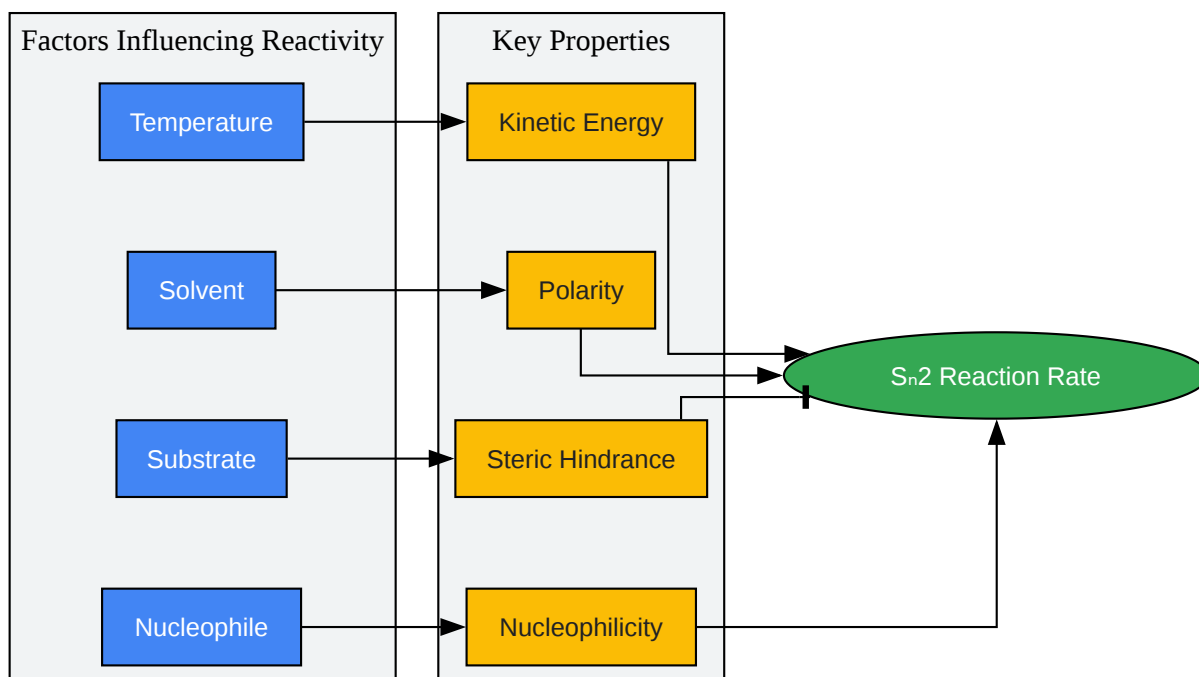 Factors Influencing Reactivity
Key Properties
Temperature
Kinetic Energy
Solvent
Polarity
Sₙ2 Reaction Rate
Substrate
Steric Hindrance
Nucleophile
Nucleophilicity